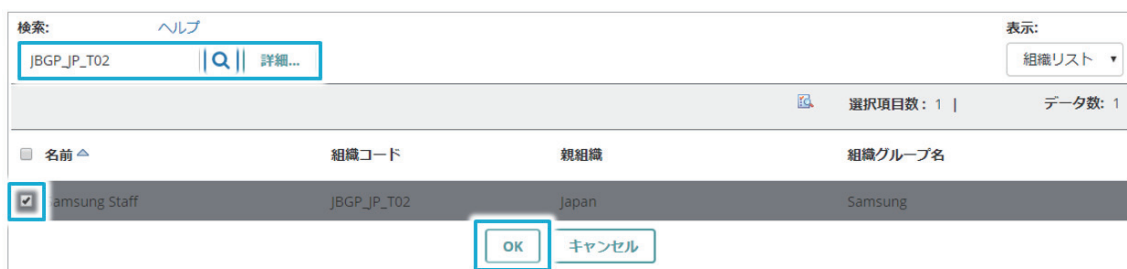 検索: ヘルプ 表示:
JBGP_JP_T02 詳細... 組織リスト
選択項目数: 1 | データ数: 1
名前 組織コード 親組織 組織グループ名
amsung Staff JBGP_JP_T02 Japan Samsung
OK キャンセル